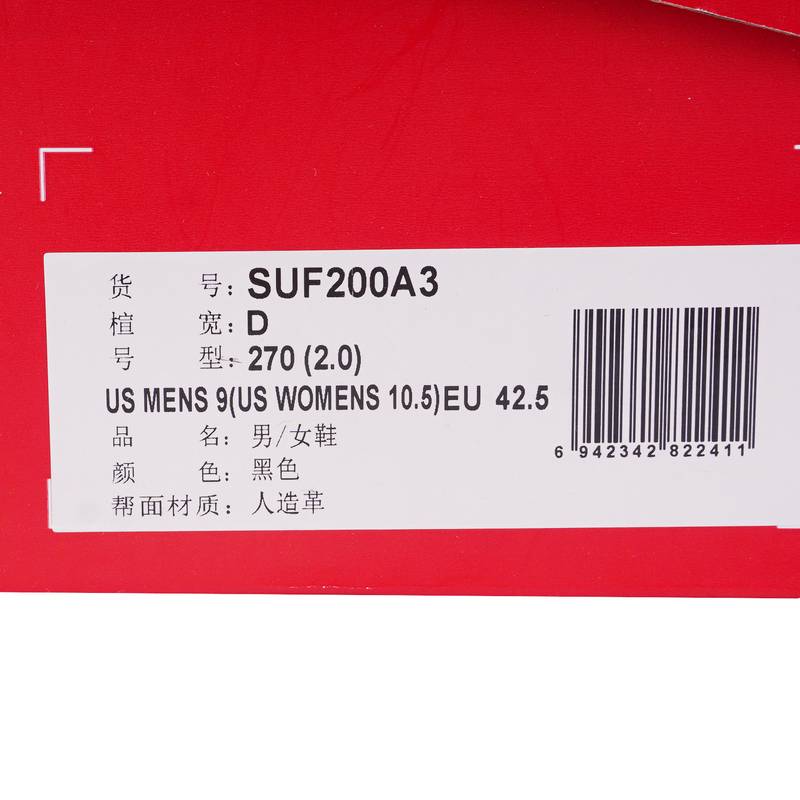 货 号: SUF200A3
楦 宽: D
号 型: 270 (2.0)
US MENS 9(US WOMENS 10.5)EU 42.5
品 名: 男/女鞋
颜 色: 黑色
帮面材质: 人造革
6 942342 822411